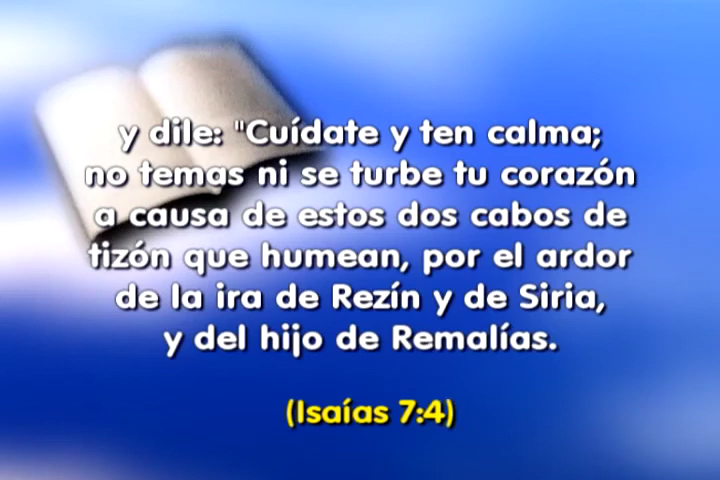 y dile: "Cuídate y ten calma;
no temas ni se turbe tu corazón
a causa de estos dos cabos de
tizón que humean, por el ardor
de la ira de Rezín y de Siria,
y del hijo de Remalías.
(Isaías 7:4)